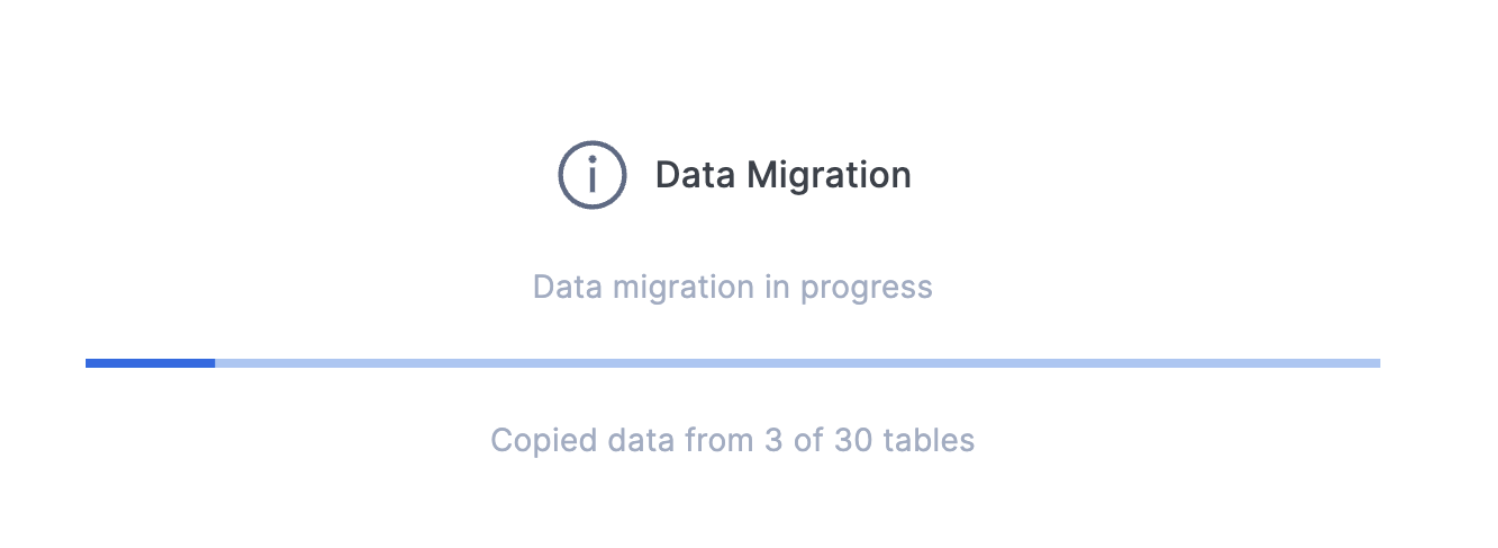 Data Migration
Data migration in progress
Copied data from 3 of 30 tables